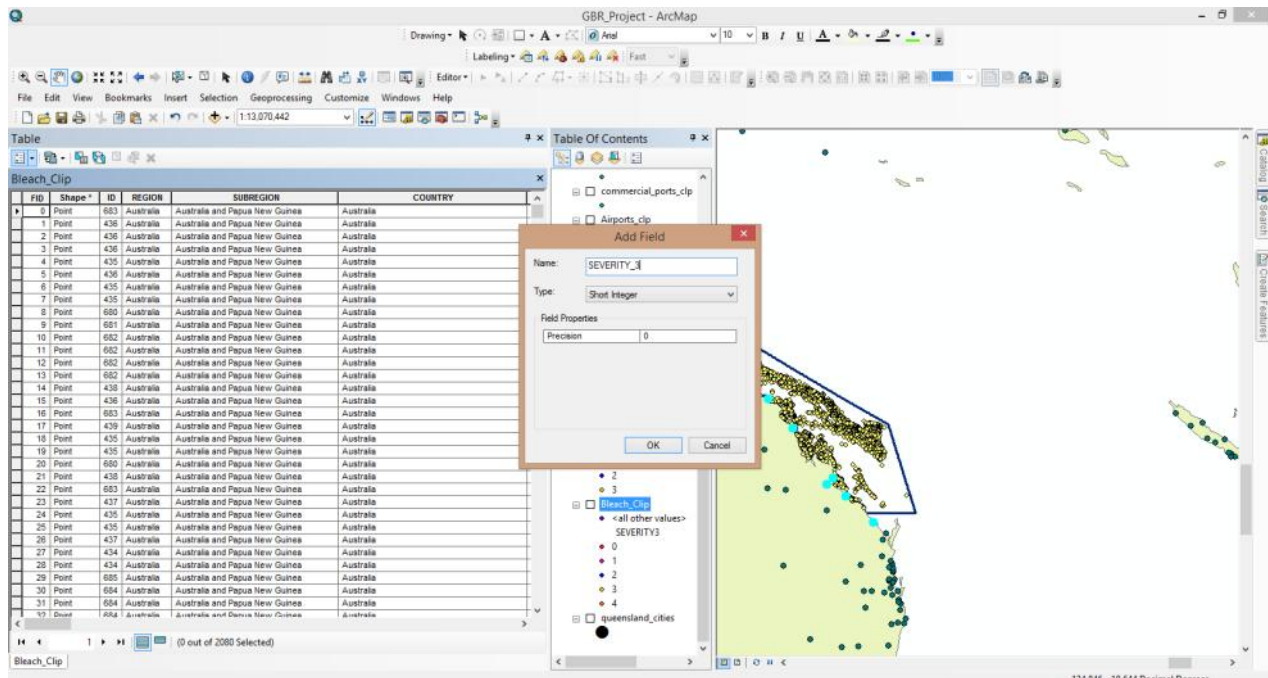 GBR_Project - ArcMap
Drawing A Arial 10 B I U A
Labeling Fast
Editor
File Edit View Bookmarks Insert Selection Geoprocessing Customize Windows Help
1:13,070,442
Table
Table Of Contents
Bleach_Clip
commercial_ports_clp
Airports_clp
FID Shape * ID REGION SUBREGION COUNTRY
0 Point 683 Australia Australia and Papua New Guinea Australia
1 Point 436 Australia Australia and Papua New Guinea Australia
2 Point 436 Australia Australia and Papua New Guinea Australia
3 Point 436 Australia Australia and Papua New Guinea Australia
4 Point 435 Australia Australia and Papua New Guinea Australia
5 Point 436 Australia Australia and Papua New Guinea Australia
6 Point 435 Australia Australia and Papua New Guinea Australia
7 Point 435 Australia Australia and Papua New Guinea Australia
8 Point 680 Australia Australia and Papua New Guinea Australia
9 Point 681 Australia Australia and Papua New Guinea Australia
10 Point 682 Australia Australia and Papua New Guinea Australia
11 Point 682 Australia Australia and Papua New Guinea Australia
12 Point 682 Australia Australia and Papua New Guinea Australia
13 Point 682 Australia Australia and Papua New Guinea Australia
14 Point 438 Australia Australia and Papua New Guinea Australia
15 Point 436 Australia Australia and Papua New Guinea Australia
16 Point 683 Australia Australia and Papua New Guinea Australia
17 Point 439 Australia Australia and Papua New Guinea Australia
18 Point 435 Australia Australia and Papua New Guinea Australia
19 Point 435 Australia Australia and Papua New Guinea Australia
20 Point 680 Australia Australia and Papua New Guinea Australia
21 Point 438 Australia Australia and Papua New Guinea Australia
22 Point 683 Australia Australia and Papua New Guinea Australia
23 Point 437 Australia Australia and Papua New Guinea Australia
24 Point 435 Australia Australia and Papua New Guinea Australia
25 Point 435 Australia Australia and Papua New Guinea Australia
26 Point 437 Australia Australia and Papua New Guinea Australia
27 Point 434 Australia Australia and Papua New Guinea Australia
28 Point 434 Australia Australia and Papua New Guinea Australia
29 Point 685 Australia Australia and Papua New Guinea Australia
30 Point 684 Australia Australia and Papua New Guinea Australia
31 Point 684 Australia Australia and Papua New Guinea Australia
32 Point 684 Australia Australia and Papua New Guinea Australia
1 (0 out of 2080 Selected)
Bleach_Clip
Add Field
Name: SEVERITY_3
Type: Short Integer
Field Properties
Precision 0
OK Cancel
2
3
Bleach_Clip
<all other values>
SEVERITY3
0
1
2
3
4
queensland_cities
Catalog
Search
Create Features